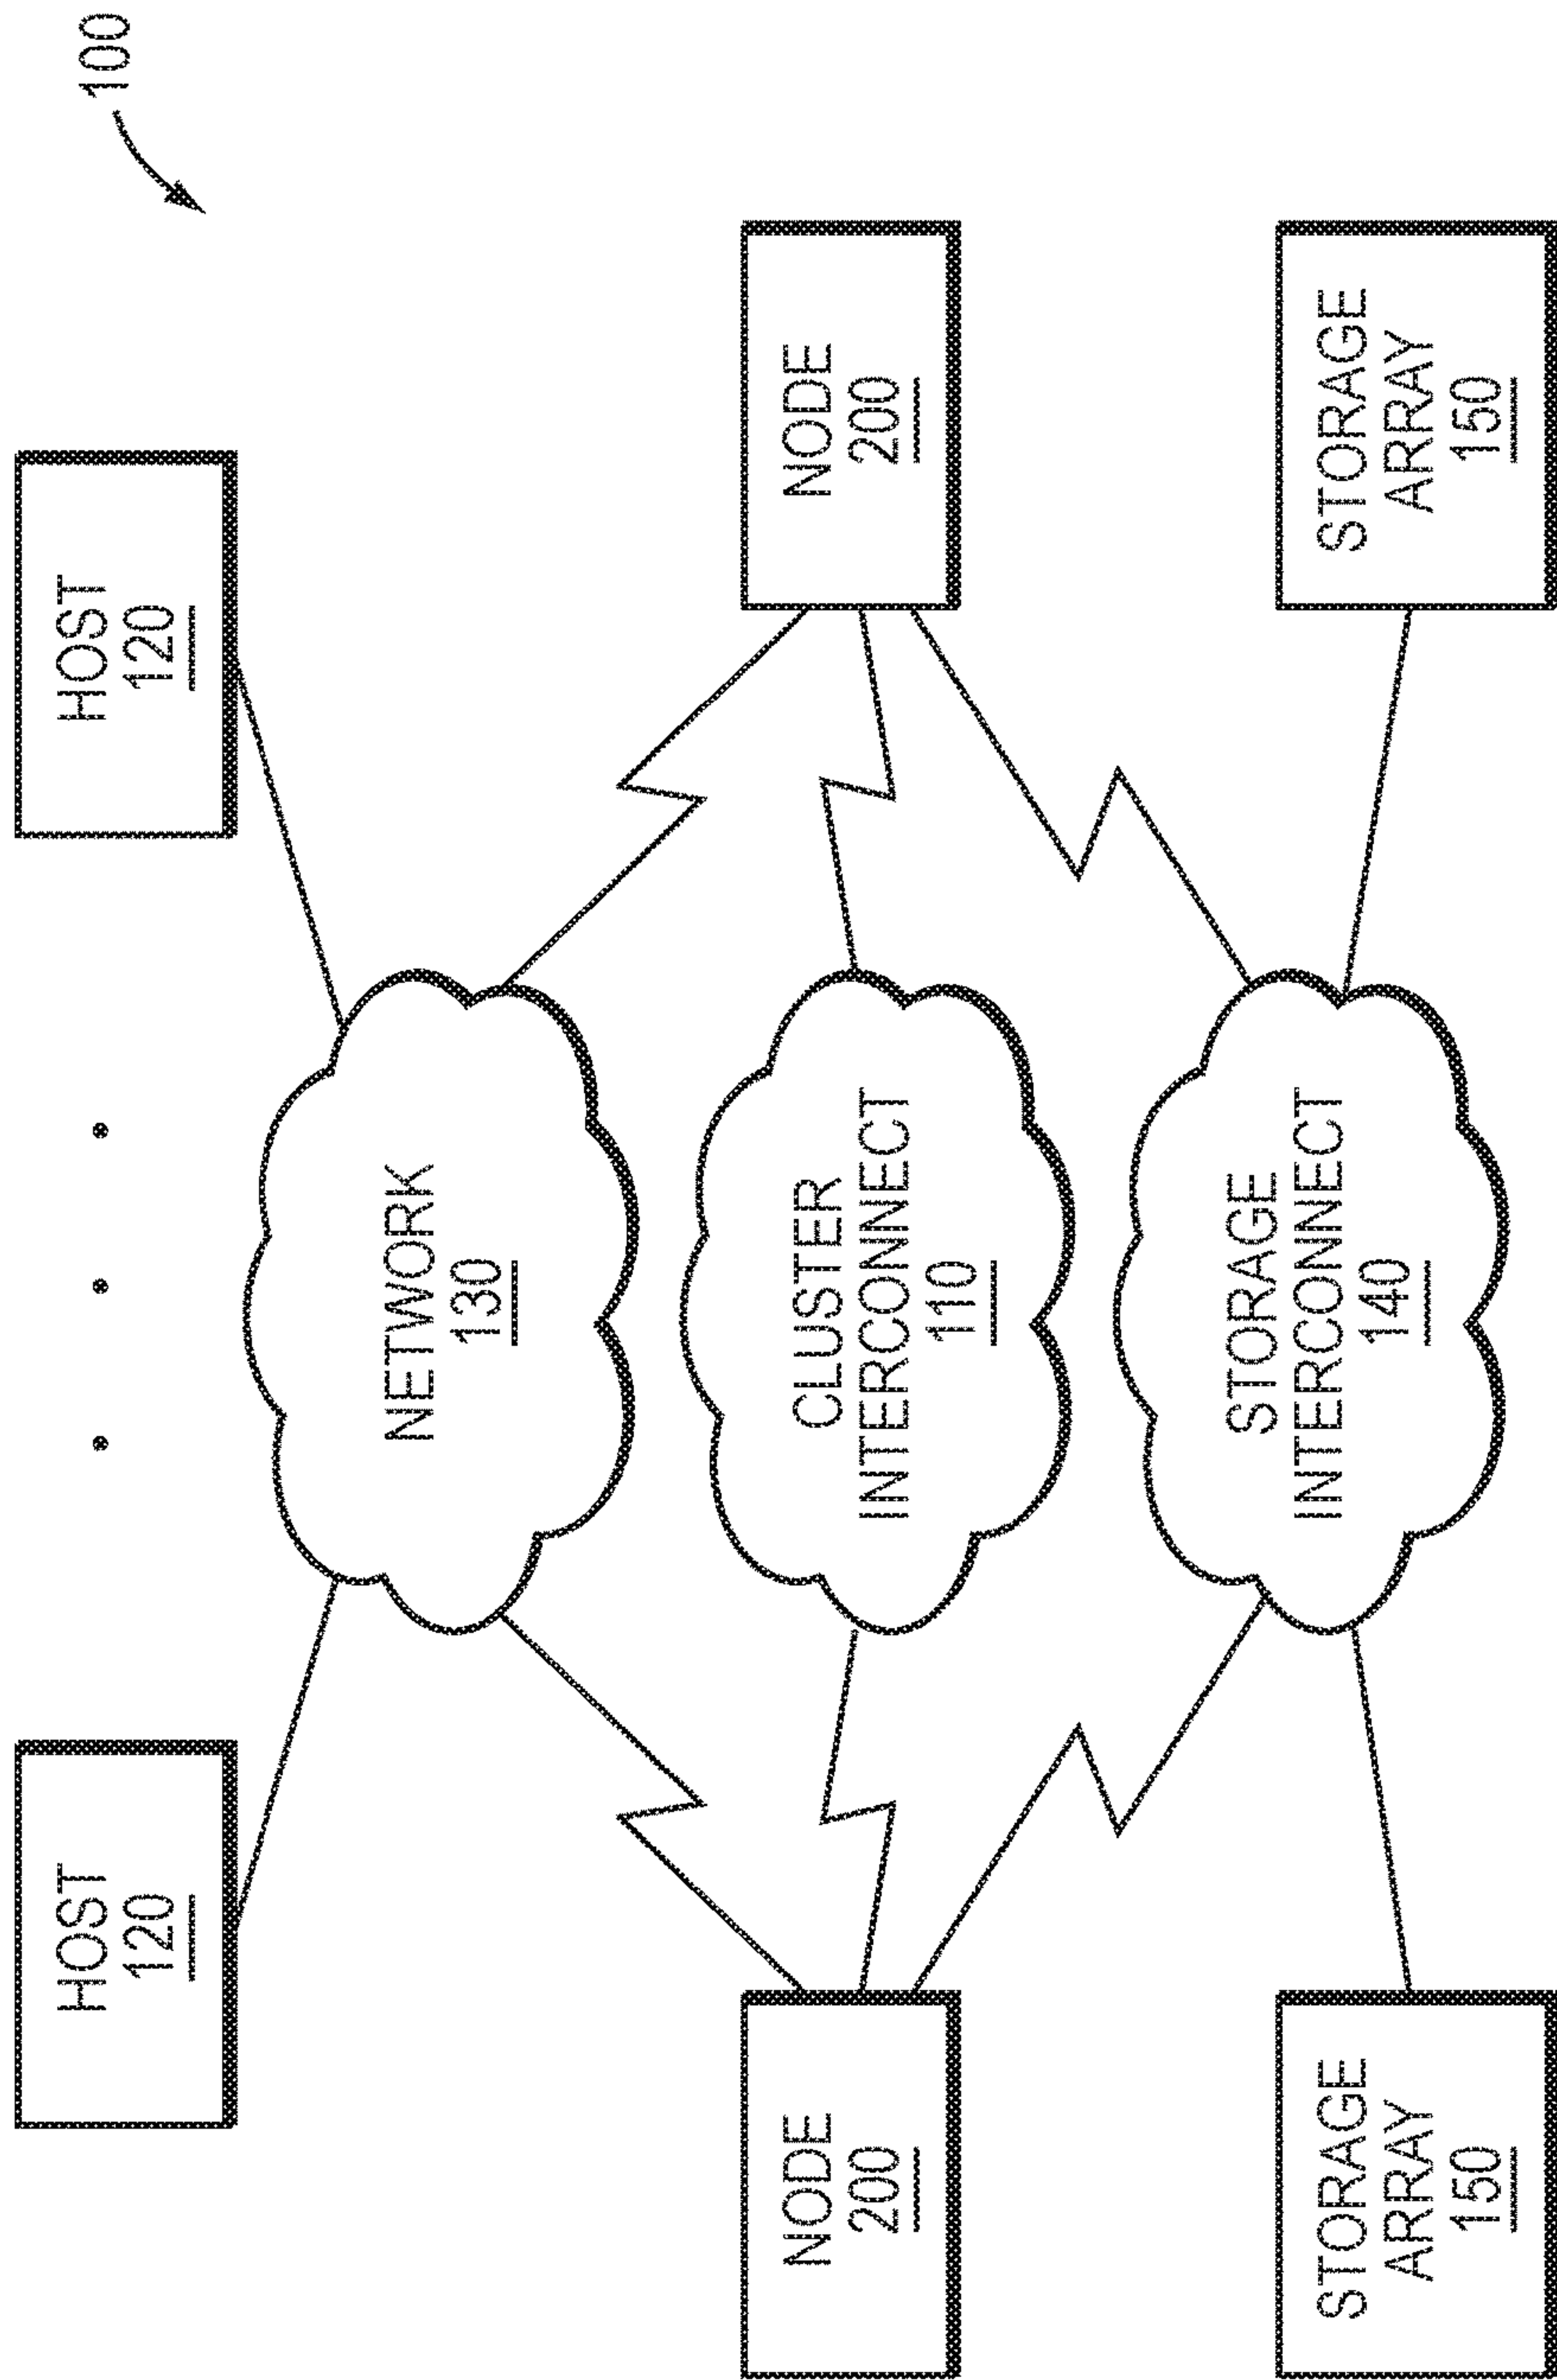 100
HOST
120
HOST
120
NETWORK
130
NODE
200
CLUSTER
INTERCONNECT
110
NODE
200
STORAGE
INTERCONNECT
140
STORAGE
ARRAY
150
STORAGE
ARRAY
150